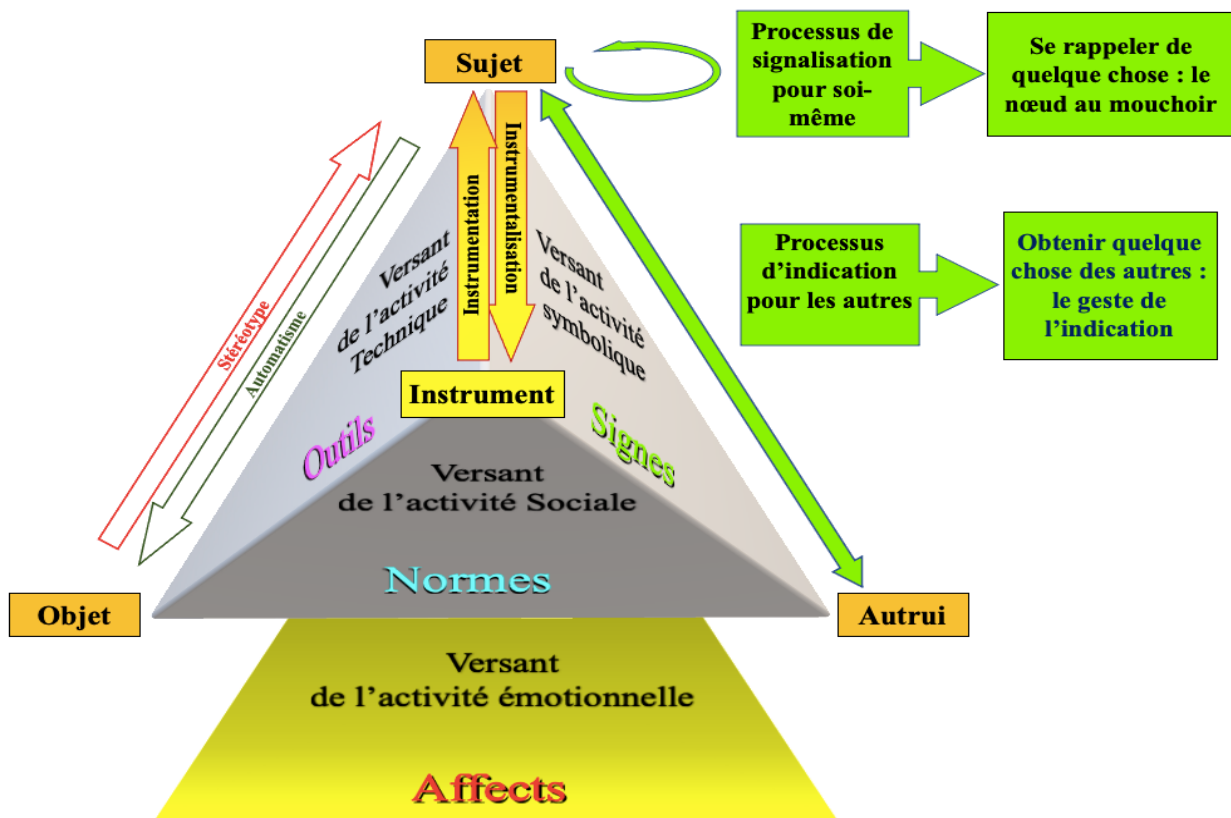 Sujet
Processus de
signalisation
pour soi-
même
Se rappeler de
quelque chose : le
nœud au mouchoir
Stéréotype
Automatisme
Instrumentation
Instrumentalisation
Versant
de l’activité
Technique
Versant
de l’activité
symbolique
Processus
d’indication
pour les autres
Obtenir quelque
chose des autres :
le geste de
l’indication
Instrument
Outils
Signes
Versant
de l’activité Sociale
Normes
Objet
Autrui
Versant
de l’activité émotionnelle
Affects